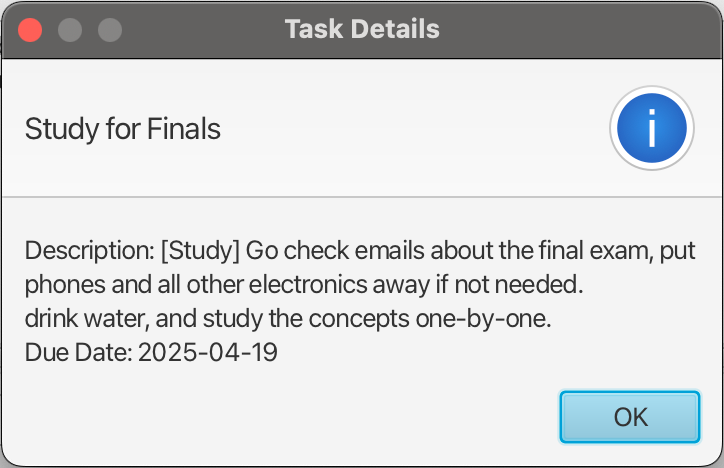 Task Details
Study for Finals
i
Description: [Study] Go check emails about the final exam, put
phones and all other electronics away if not needed.
drink water, and study the concepts one-by-one.
Due Date: 2025-04-19
OK